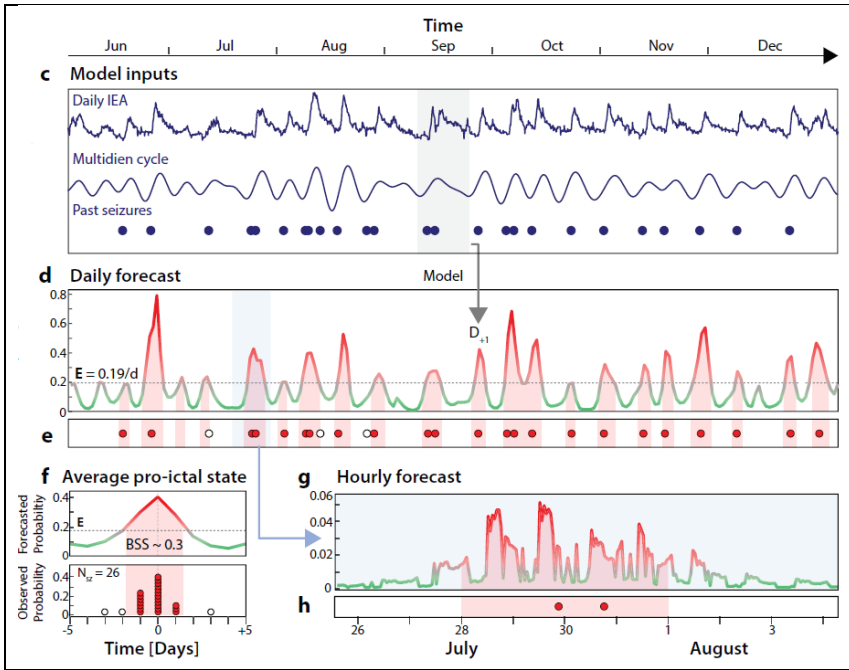 Time
Jun Jul Aug Sep Oct Nov Dec
c Model inputs
Daily IEA
Multidien cycle
Past seizures
d Daily forecast
Model
0.8
0.6
D+1
0.4
E = 0.19/d
0.2
0
e
f Average pro-ictal state
Forecasted
Probability
0.4
E
0.2
BSS ~ 0.3
0
Observed
Probability
0.4
Nsz = 26
0.2
0
-5 0 +5
Time [Days]
g Hourly forecast
0.06
0.04
0.02
0
h
26 28 30 1 3
July August